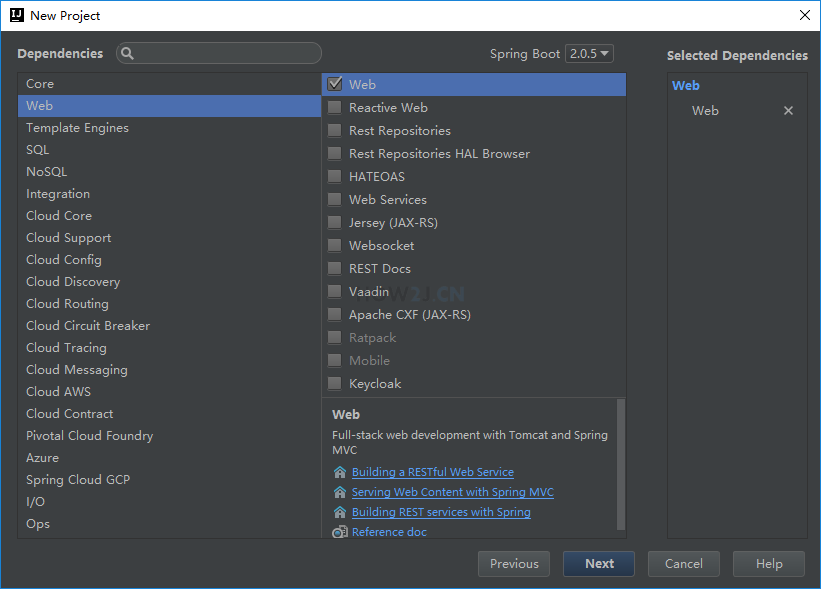 New Project
Dependencies
Spring Boot 2.0.5
Selected Dependencies
Core
Web
Template Engines
SQL
NoSQL
Integration
Cloud Core
Cloud Support
Cloud Config
Cloud Discovery
Cloud Routing
Cloud Circuit Breaker
Cloud Tracing
Cloud Messaging
Cloud AWS
Cloud Contract
Pivotal Cloud Foundry
Azure
Spring Cloud GCP
I/O
Ops
Web
Reactive Web
Rest Repositories
Rest Repositories HAL Browser
HATEOAS
Web Services
Jersey (JAX-RS)
Websocket
REST Docs
Vaadin
Apache CXF (JAX-RS)
Ratpack
Mobile
Keycloak
Web
Full-stack web development with Tomcat and Spring
MVC
Building a RESTful Web Service
Serving Web Content with Spring MVC
Building REST services with Spring
Reference doc
Web
Web
Previous
Next
Cancel
Help